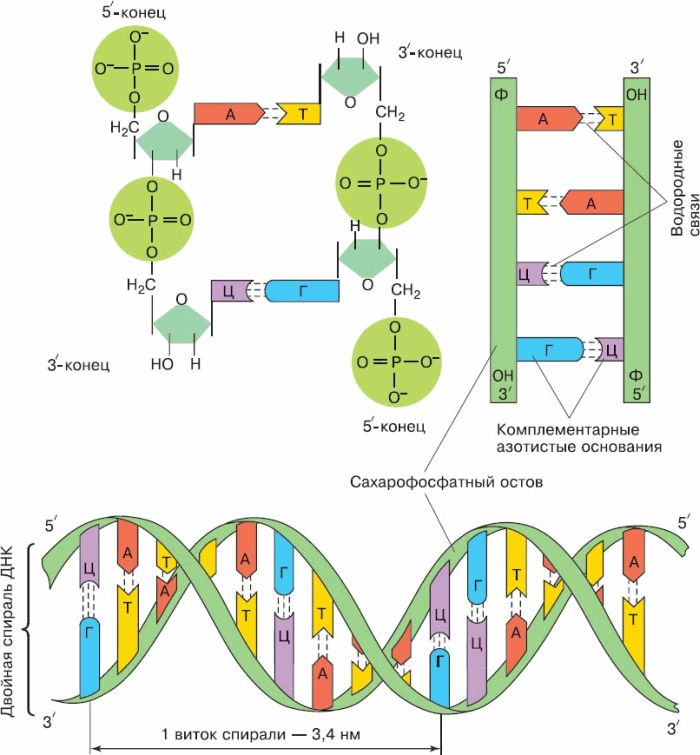 5′-конец
O⁻
O⁻—P=O
O
H₂C
O
H
H OH
3′-конец
O
CH₂
А Т
O
O=P—O⁻
O
O
O⁻—P=O
O
H
O
CH₂
H₂C
O
Ц Г
HO H
3′-конец
O
O=P—O⁻
O⁻
5′-конец
5′ 3′
Ф ОН
А Т
Т А
Ц Г
Г Ц
ОН Ф
3′ 5′
Водородные
связи
Комплементарные
азотистые основания
Сахарофосфатный остов
Двойная спираль ДНК
5′ 5′
Ц А Т А Г Т Ц Г Т А
Г Т А Т Ц А Г Ц А Т
3′ 3′
1 виток спирали — 3,4 нм